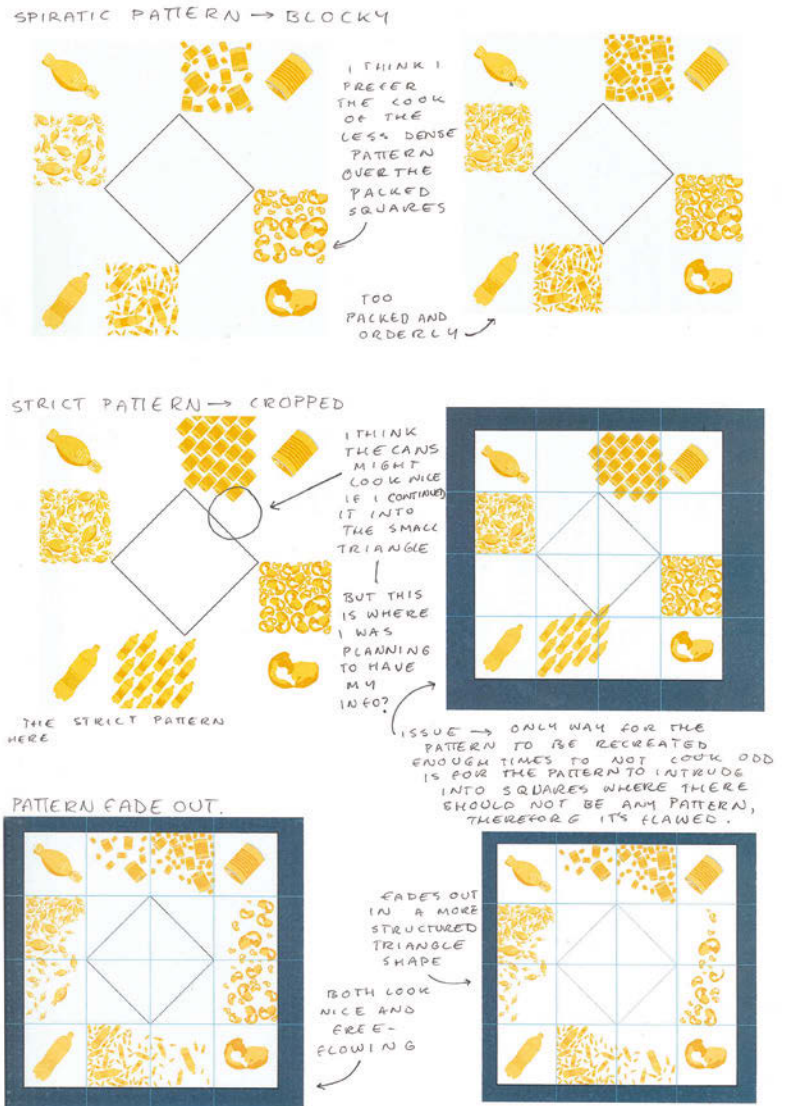 SPIRATIC PATTERN → BLOCKY
I THINK I
PREFER
THE LOOK
OF THE
LESS DENSE
PATTERN
OVER THE
PACKED
SQUARES
TOO
PACKED AND
ORDERLY
STRICT PATTERN → CROPPED
I THINK
THE CANS
MIGHT
LOOK NICE
IF I CONTINUED
IT INTO
THE SMALL
TRIANGLE
BUT THIS
IS WHERE
I WAS
PLANNING
TO HAVE
MY
INFO?
THE STRICT PATTERN
HERE
ISSUE → ONLY WAY FOR THE
PATTERN TO BE RECREATED
ENOUGH TIMES TO NOT LOOK ODD
IS FOR THE PATTERN TO INTRUDE
INTO SQUARES WHERE THERE
SHOULD NOT BE ANY PATTERN,
THEREFORE IT'S FLAWED.
PATTERN FADE OUT.
FADES OUT
IN A MORE
STRUCTURED
TRIANGLE
SHAPE
BOTH LOOK
NICE AND
FREE-
FLOWING